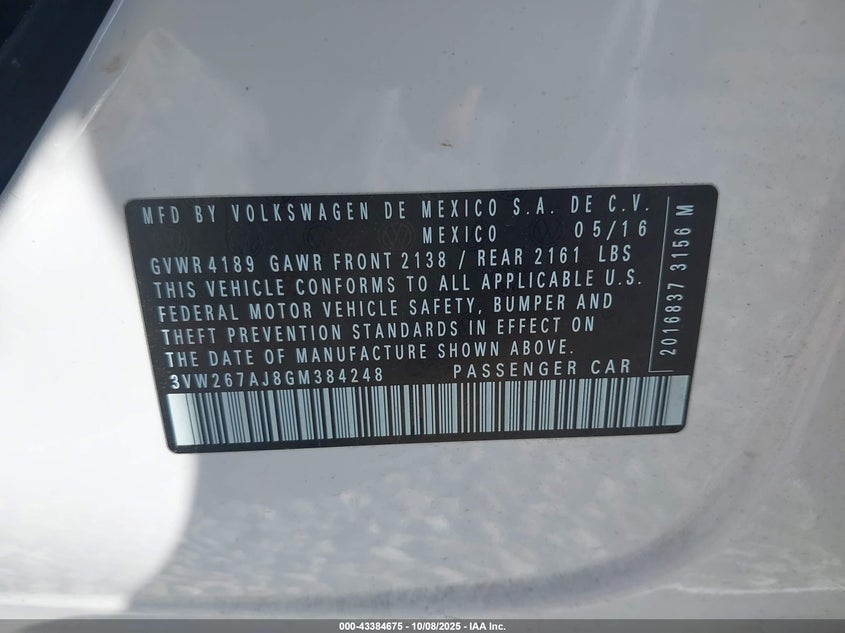 MFD BY VOLKSWAGEN DE MEXICO S.A. DE C.V.
MEXICO 05/16
GVWR 4189 GAWR FRONT 2138 / REAR 2161 LBS
THIS VEHICLE CONFORMS TO ALL APPLICABLE U.S.
FEDERAL MOTOR VEHICLE SAFETY, BUMPER AND
THEFT PREVENTION STANDARDS IN EFFECT ON
THE DATE OF MANUFACTURE SHOWN ABOVE.
3VW267AJ8GM384248 PASSENGER CAR
2016837 3156 M
000-43384675 | 10/08/2025 | IAA Inc.